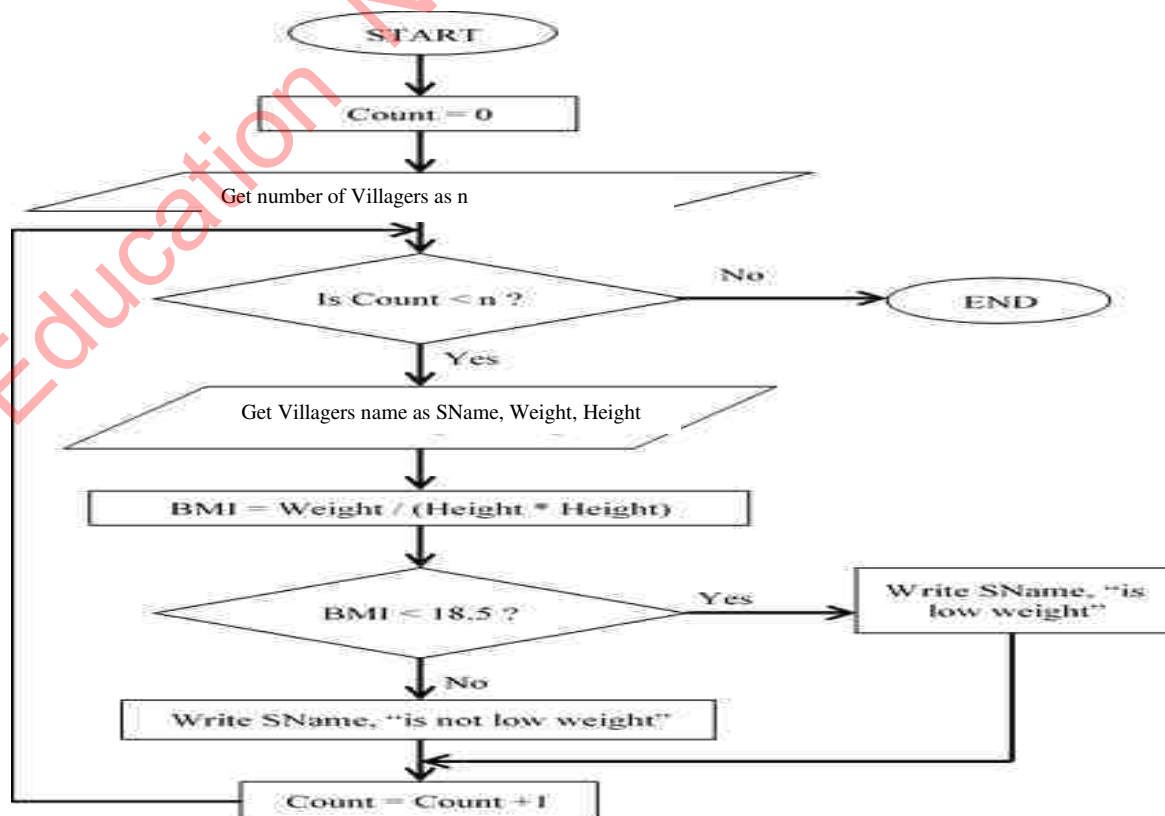 START
Count = 0
Get number of Villagers as n
Is Count < n ?
No
END
Yes
Get Villagers name as SName, Weight, Height
BMI = Weight / (Height * Height)
BMI < 18.5 ?
Yes
Write SName, “is
low weight”
No
Write SName, “is not low weight”
Count = Count +1
Education N